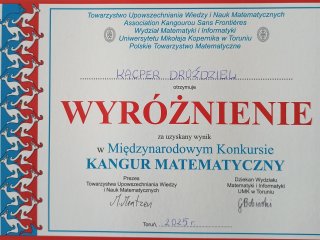 Towarzystwo Upowszechniania Wiedzy i Nauk Matematycznych
Association Kangourou Sans Frontières
Wydział Matematyki i Informatyki
Uniwersytetu Mikołaja Kopernika w Toruniu
Polskie Towarzystwo Matematyczne
KACPER DROŹDZIEL
otrzymuje
WYRÓŻNIENIE
za uzyskany wynik
w Międzynarodowym Konkursie
KANGUR MATEMATYCZNY
Prezes
Towarzystwa Upowszechniania Wiedzy
i Nauk Matematycznych
Dziekan Wydziału
Matematyki i Informatyki
UMK w Toruniu
Toruń 2025 r.